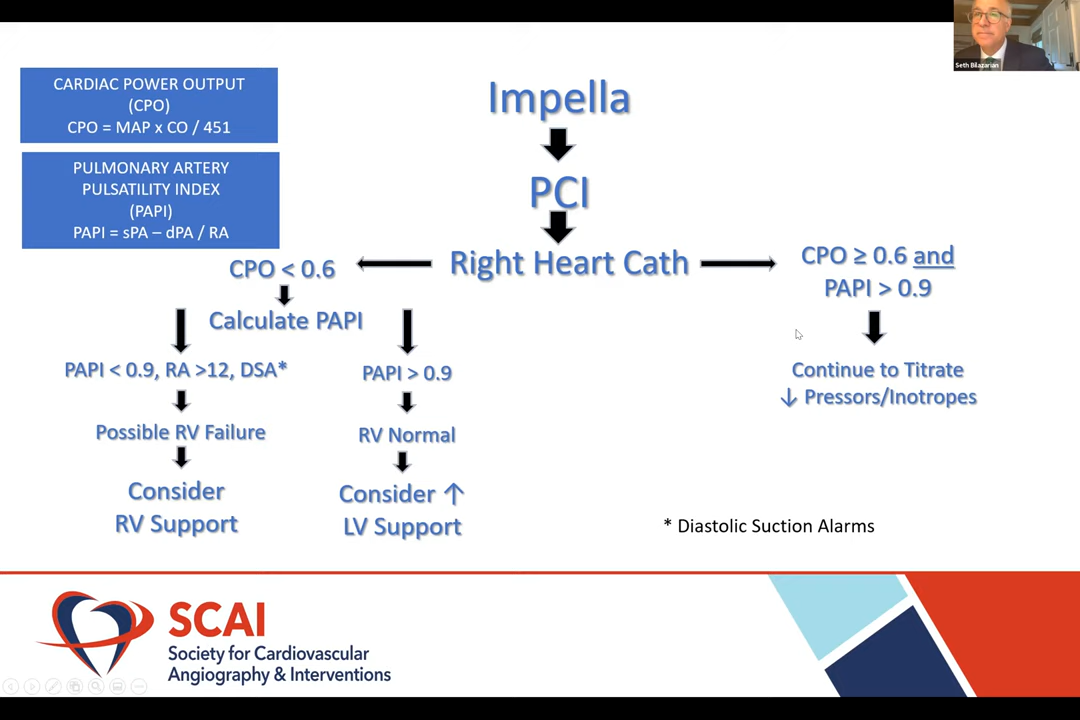 Seth Bilazarian
CARDIAC POWER OUTPUT
(CPO)
CPO = MAP x CO / 451
PULMONARY ARTERY
PULSATILITY INDEX
(PAPI)
PAPI = sPA – dPA / RA
Impella
PCI
Right Heart Cath
CPO < 0.6
Calculate PAPI
PAPI < 0.9, RA >12, DSA*
Possible RV Failure
Consider
RV Support
PAPI > 0.9
RV Normal
Consider ↑
LV Support
CPO ≥ 0.6 and
PAPI > 0.9
Continue to Titrate
↓ Pressors/Inotropes
* Diastolic Suction Alarms
SCAI
Society for Cardiovascular
Angiography & Interventions